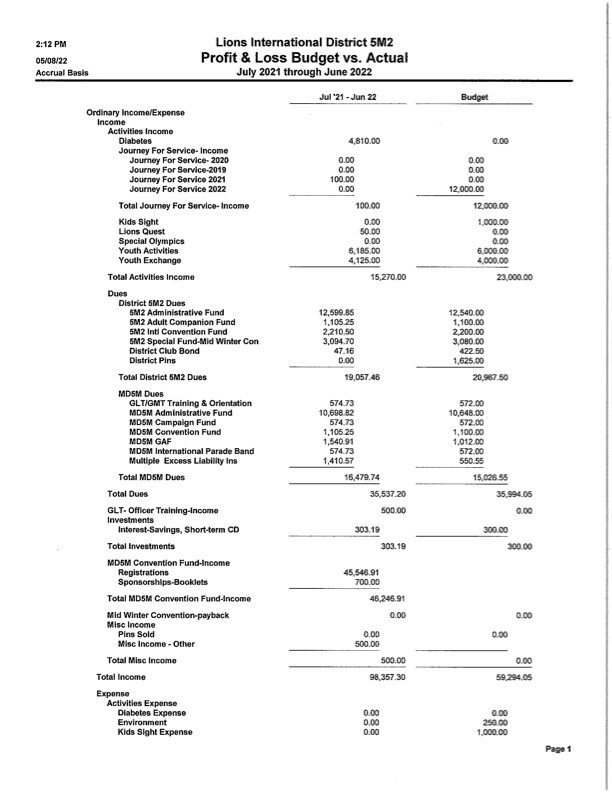 2:12 PM
Lions International District 5M2
05/08/22
Profit & Loss Budget vs. Actual
Accrual Basis
July 2021 through June 2022
Jul '21 - Jun 22 Budget
Ordinary Income/Expense
Income
Activities Income
Diabetes 4,810.00 0.00
Journey For Service- Income
Journey For Service- 2020 0.00 0.00
Journey For Service-2019 0.00 0.00
Journey For Service 2021 100.00 0.00
Journey For Service 2022 0.00 12,000.00
Total Journey For Service- Income 100.00 12,000.00
Kids Sight 0.00 1,000.00
Lions Quest 50.00 0.00
Special Olympics 0.00 0.00
Youth Activities 6,185.00 6,000.00
Youth Exchange 4,125.00 4,000.00
Total Activities Income 15,270.00 23,000.00
Dues
District 5M2 Dues
5M2 Administrative Fund 12,599.85 12,540.00
5M2 Adult Companion Fund 1,105.25 1,100.00
5M2 Intl Convention Fund 2,210.50 2,200.00
5M2 Special Fund-Mid Winter Con 3,094.70 3,080.00
District Club Bond 47.16 422.50
District Pins 0.00 1,625.00
Total District 5M2 Dues 19,057.46 20,967.50
MD5M Dues
GLT/GMT Training & Orientation 574.73 572.00
MD5M Administrative Fund 10,698.82 10,648.00
MD5M Campaign Fund 574.73 572.00
MD5M Convention Fund 1,105.25 1,100.00
MD5M GAF 1,540.91 1,012.00
MD5M International Parade Band 574.73 572.00
Multiple Excess Liability Ins 1,410.57 550.55
Total MD5M Dues 16,479.74 15,026.55
Total Dues 35,537.20 35,994.05
GLT- Officer Training-Income 500.00 0.00
Investments
Interest-Savings, Short-term CD 303.19 300.00
Total Investments 303.19 300.00
MD5M Convention Fund-Income
Registrations 45,546.91
Sponsorships-Booklets 700.00
Total MD5M Convention Fund-Income 46,246.91
Mid Winter Convention-payback 0.00 0.00
Misc Income
Pins Sold 0.00 0.00
Misc Income - Other 500.00
Total Misc Income 500.00 0.00
Total Income 98,357.30 59,294.05
Expense
Activities Expense
Diabetes Expense 0.00 0.00
Environment 0.00 250.00
Kids Sight Expense 0.00 1,000.00
Page 1